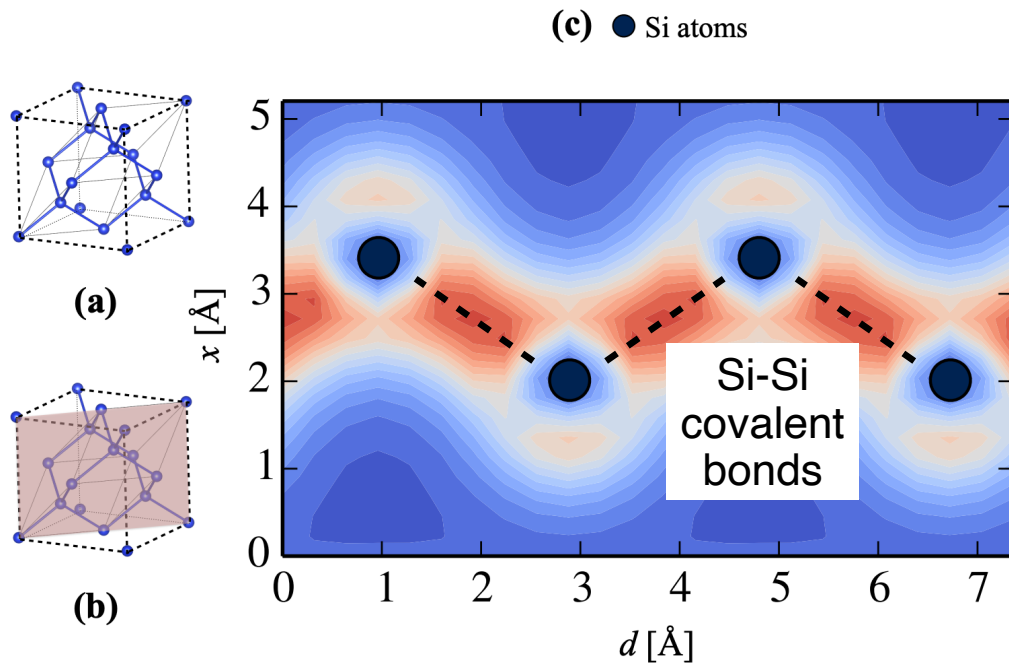 (c) Si atoms
(a)
(b)
x [Å]
5
4
3
2
1
0
Si-Si
covalent
bonds
0 1 2 3 4 5 6 7
d [Å]